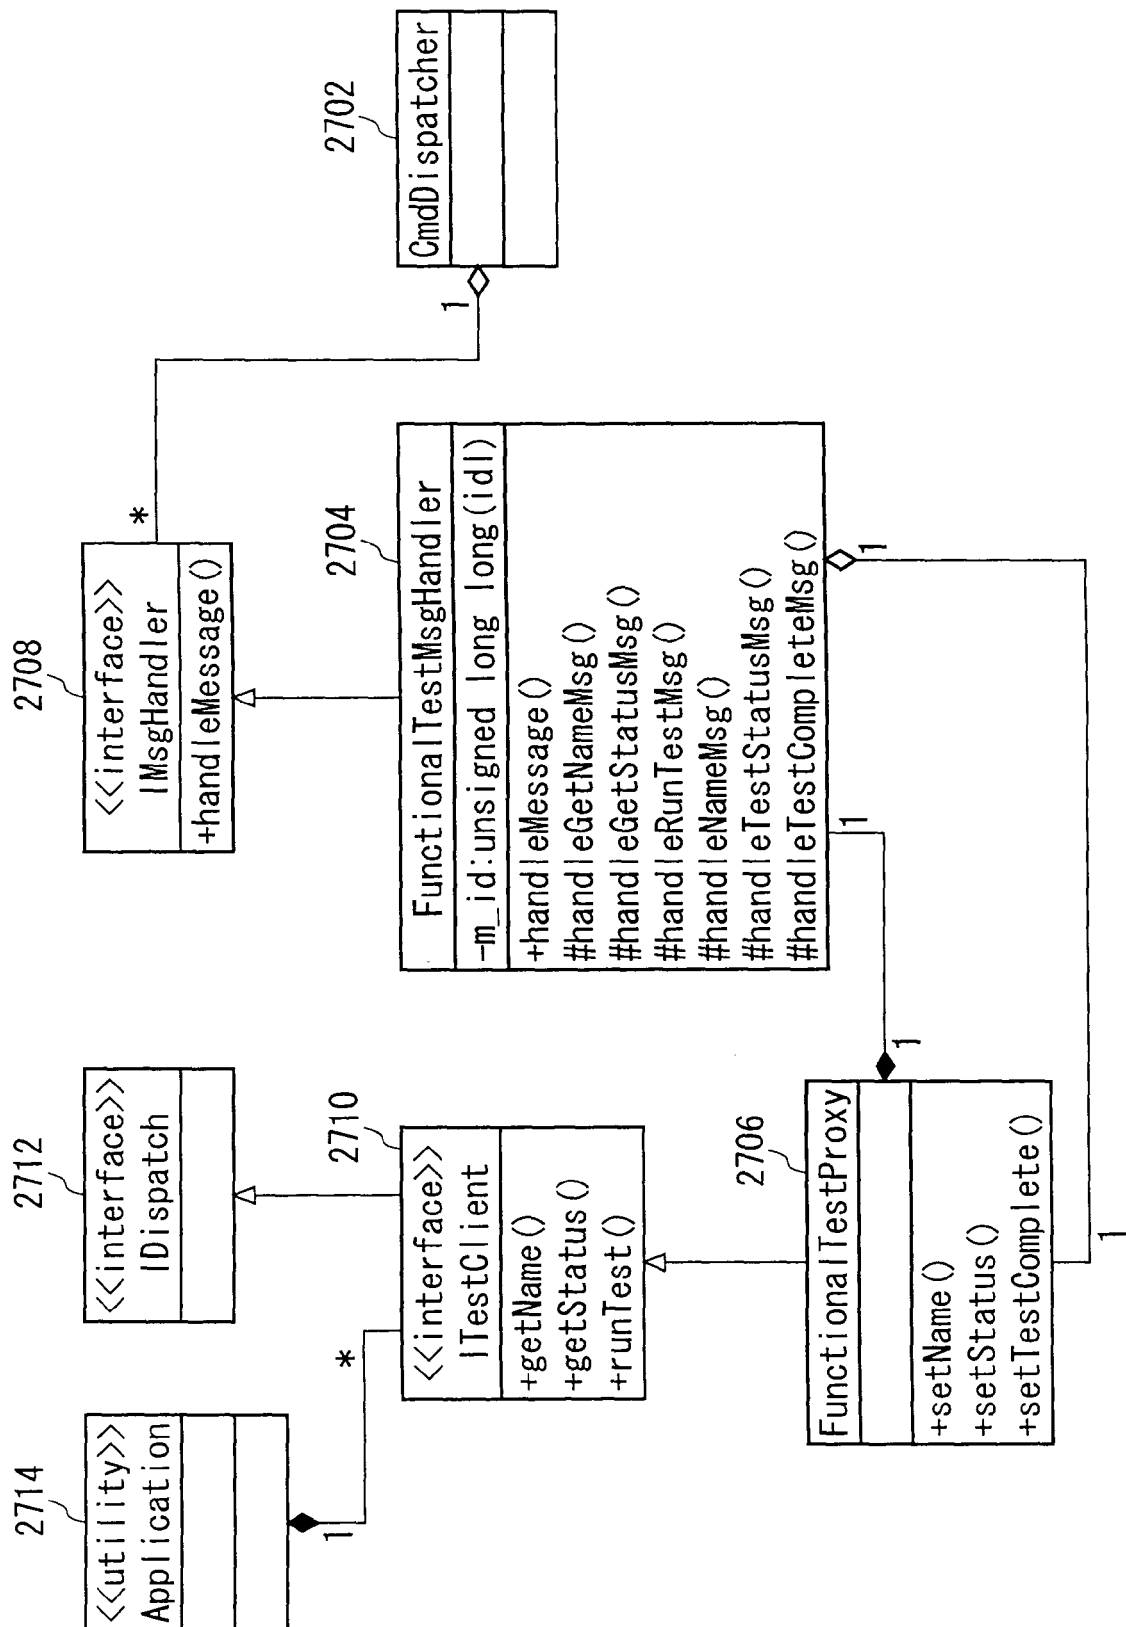 2714
<<utility>>
Application
1
*
2712
<<interface>>
IDispatch
2710
<<interface>>
ITestClient
+getName()
+getStatus()
+runTest()
2706
FunctionalTestProxy
+setName()
+setStatus()
+setTestComplete()
1
1
2708
<<interface>>
IMsgHandler
+handleMessage()
*
1
2704
FunctionalTestMsgHandler
-m_id:unsigned long long(idl)
+handleMessage()
#handleGetNameMsg()
#handleGetStatusMsg()
#handleRunTestMsg()
#handleNameMsg()
#handleTestStatusMsg()
#handleTestCompleteMsg()
1
1
2702
CmdDispatcher